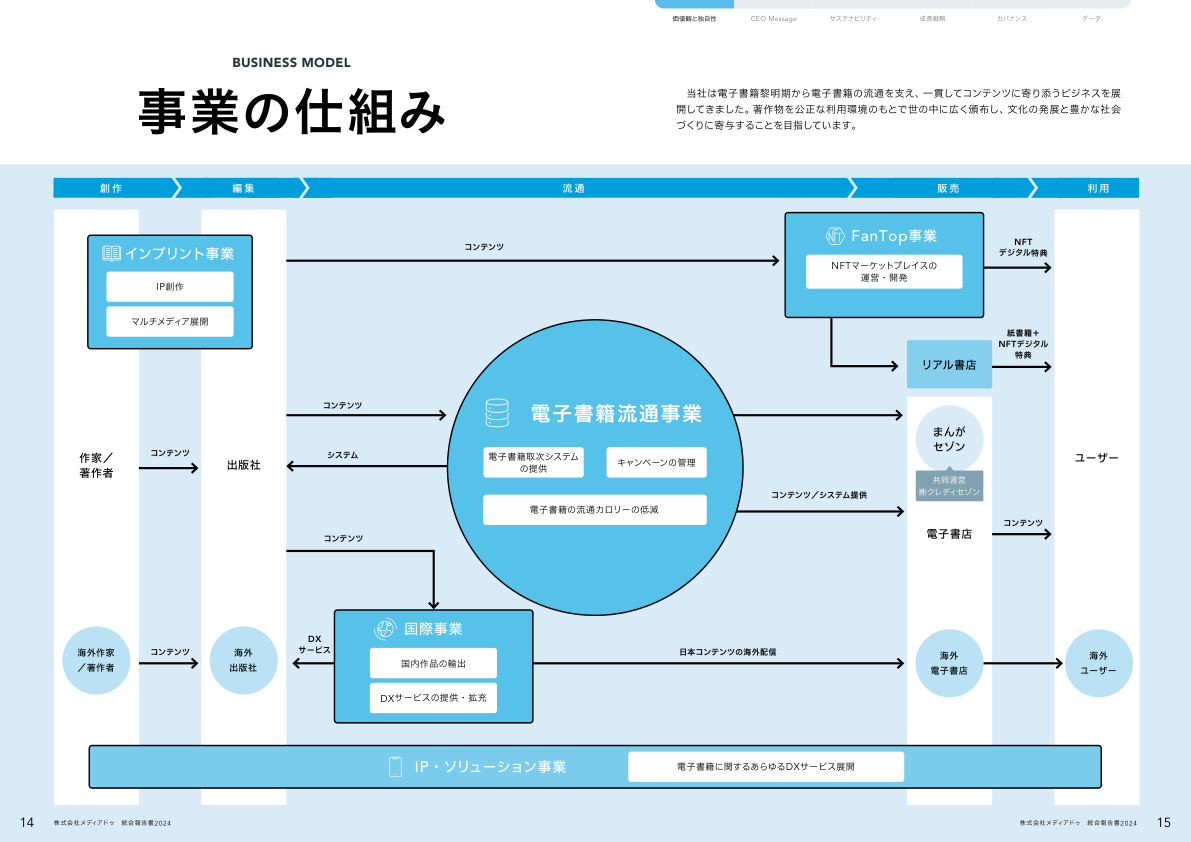 価値観と独自性
CEO Message
サステナビリティ
成長戦略
ガバナンス
データ
BUSINESS MODEL
事業の仕組み
当社は電子書籍黎明期から電子書籍の流通を支え、一貫してコンテンツに寄り添うビジネスを展
開してきました。著作物を公正な利用環境のもとで世の中に広く頒布し、文化の発展と豊かな社会
づくりに寄与することを目指しています。
創作
編集
流通
販売
利用
インプリント事業
IP創作
マルチメディア展開
コンテンツ
FanTop事業
NFTマーケットプレイスの
運営・開発
NFT
デジタル特典
リアル書店
紙書籍＋
NFTデジタル
特典
作家／
著作者
コンテンツ
出版社
コンテンツ
システム
コンテンツ
電子書籍流通事業
電子書籍取次システム
の提供
キャンペーンの管理
電子書籍の流通カロリーの低減
コンテンツ／システム提供
まんが
セゾン
共同運営
㈱クレディセゾン
電子書店
コンテンツ
ユーザー
海外作家
／著作者
コンテンツ
海外
出版社
DX
サービス
国際事業
国内作品の輸出
DXサービスの提供・拡充
日本コンテンツの海外配信
海外
電子書店
海外
ユーザー
IP・ソリューション事業
電子書籍に関するあらゆるDXサービス展開
14
株式会社メディアドゥ 統合報告書2024
株式会社メディアドゥ 統合報告書2024
15